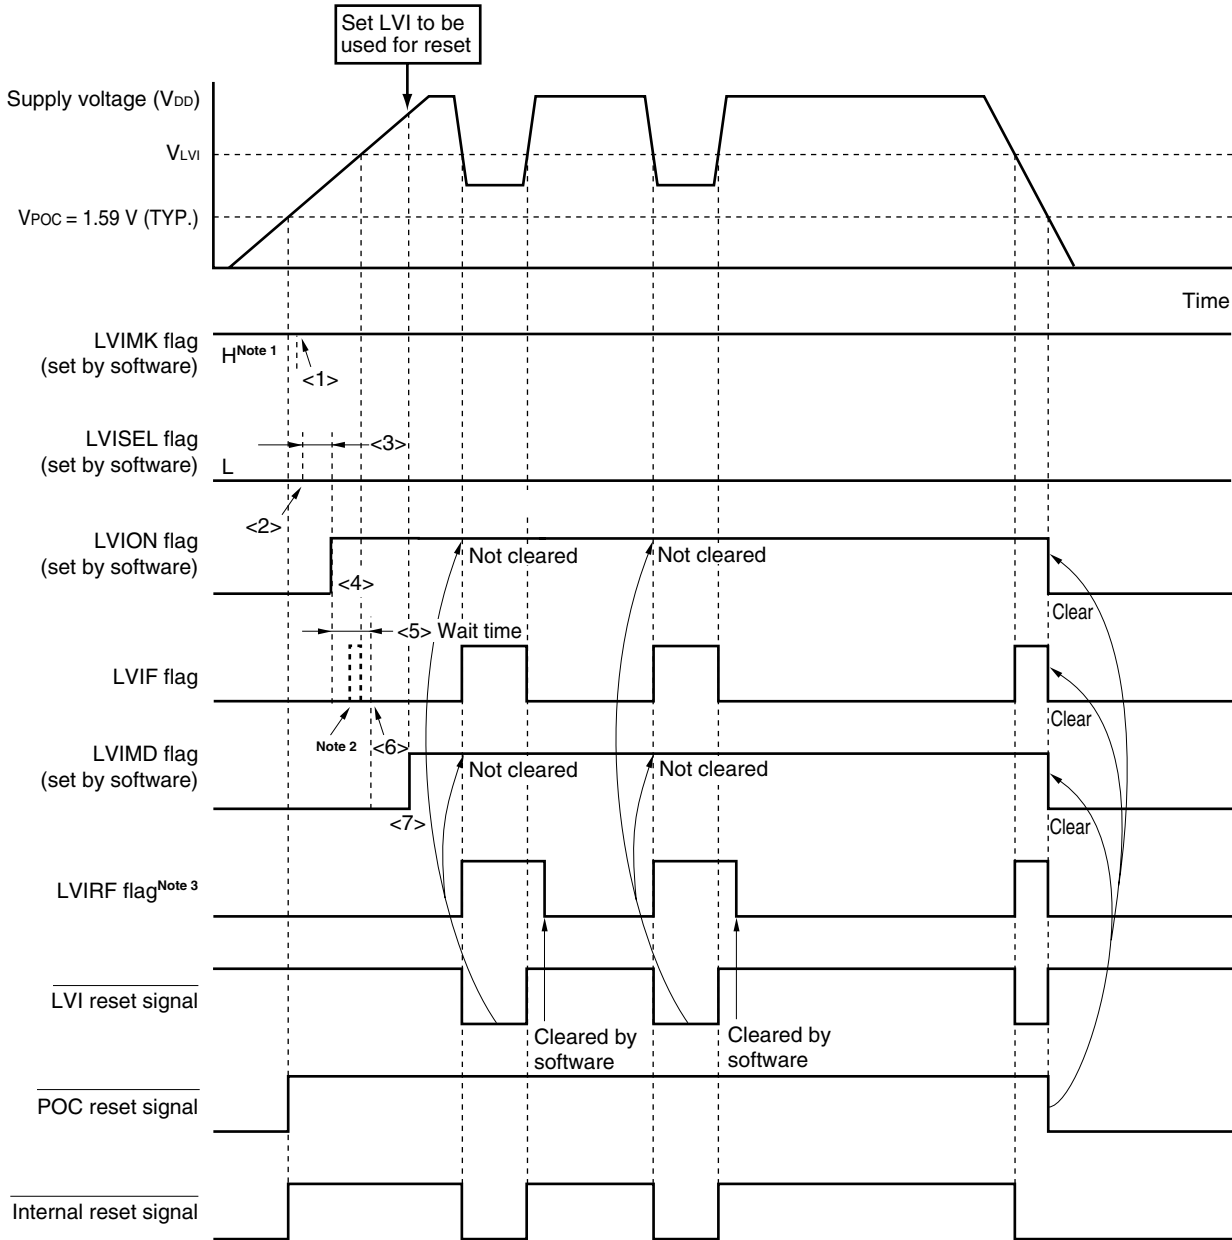 Set LVI to be
used for reset
Supply voltage (VDD)
VLVI
VPOC = 1.59 V (TYP.)
Time
LVIMK flag
(set by software)
HNote 1
<1>
LVISEL flag
(set by software)
<3>
L
<2>
LVION flag
(set by software)
Not cleared
Not cleared
<4>
Clear
<5> Wait time
LVIF flag
Note 2
<6>
Clear
LVIMD flag
(set by software)
Not cleared
Not cleared
<7>
Clear
LVIRF flagNote 3
LVI reset signal
Cleared by
software
Cleared by
software
POC reset signal
Internal reset signal